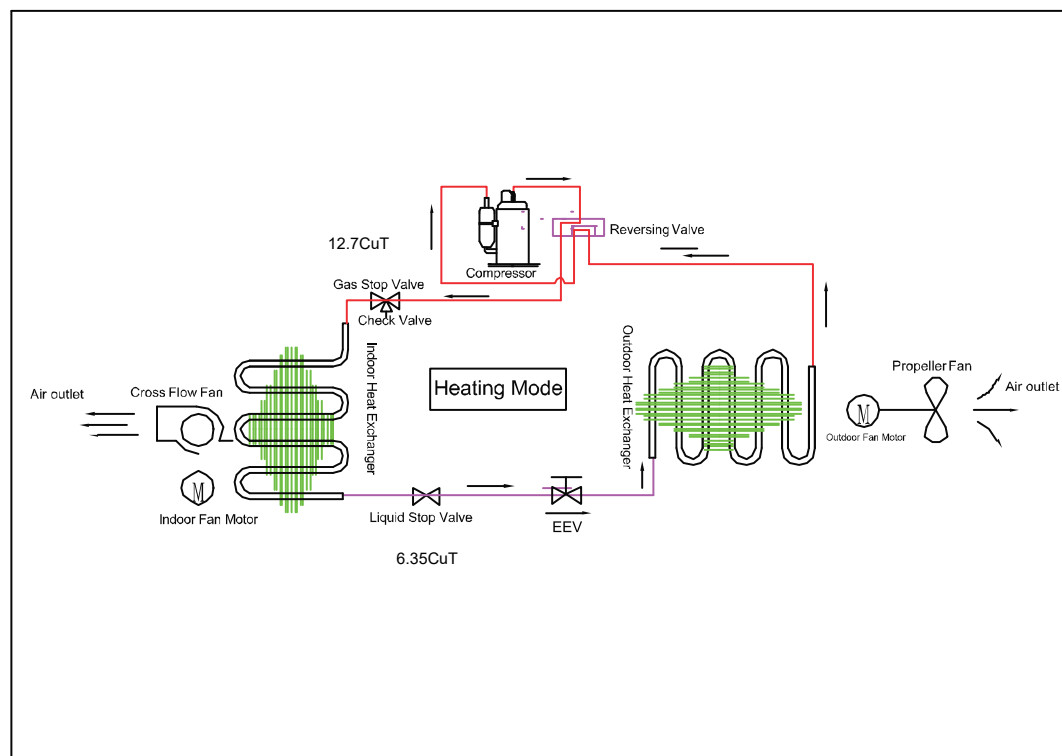 Reversing Valve
12.7CuT
Compressor
Gas Stop Valve
Check Valve
Indoor Heat Exchanger
Outdoor Heat Exchanger
Heating Mode
Propeller Fan
Air outlet
Cross Flow Fan
Air outlet
M
Outdoor Fan Motor
M
Indoor Fan Motor
Liquid Stop Valve
EEV
6.35CuT